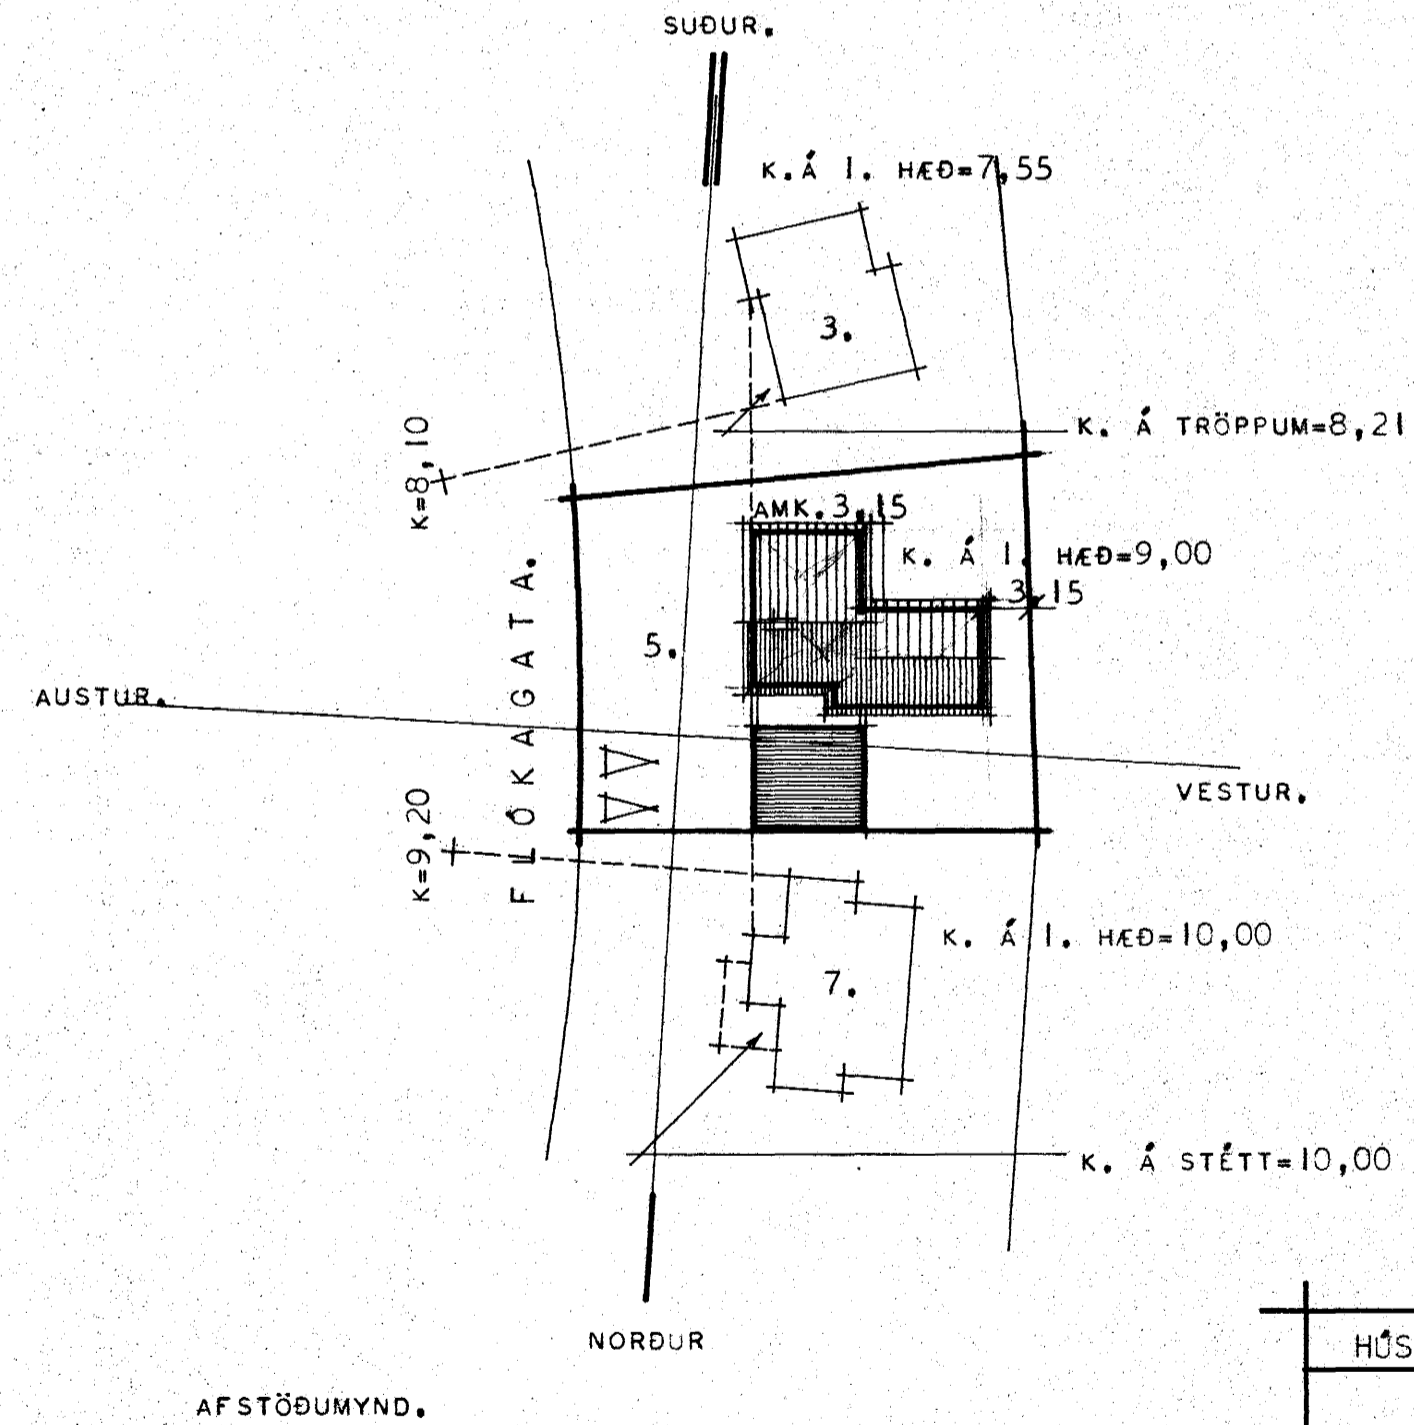 SUÐUR.
K. Á 1. HÆÐ=7,55
3.
K=8,10
K. Á TRÖPPUM=8,21
AMK. 3,15
K. Á 1. HÆÐ=9,00
3,15
FLÓKAGATA.
5.
AUSTUR.
VESTUR.
K=9,20
K. Á 1. HÆÐ=10,00
7.
K. Á STÉTT=10,00
NORÐUR
HÚS
AFSTÖÐUMYND.